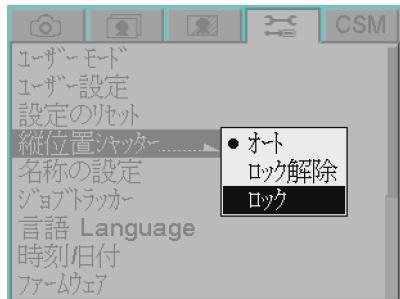 CSM
ユーザーモード
ユーザー設定
設定のリセット
縦位置シャッター
オート
名称の設定
ロック解除
ジョブトラッカー
ロック
言語 Language
時刻/日付
ファームウェア